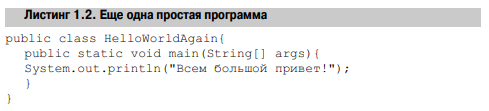 Листинг 1.2. Еще одна простая программа
public class HelloWorldAgain{
public static void main(String[] args){
System.out.println("Всем большой привет!");
}
}